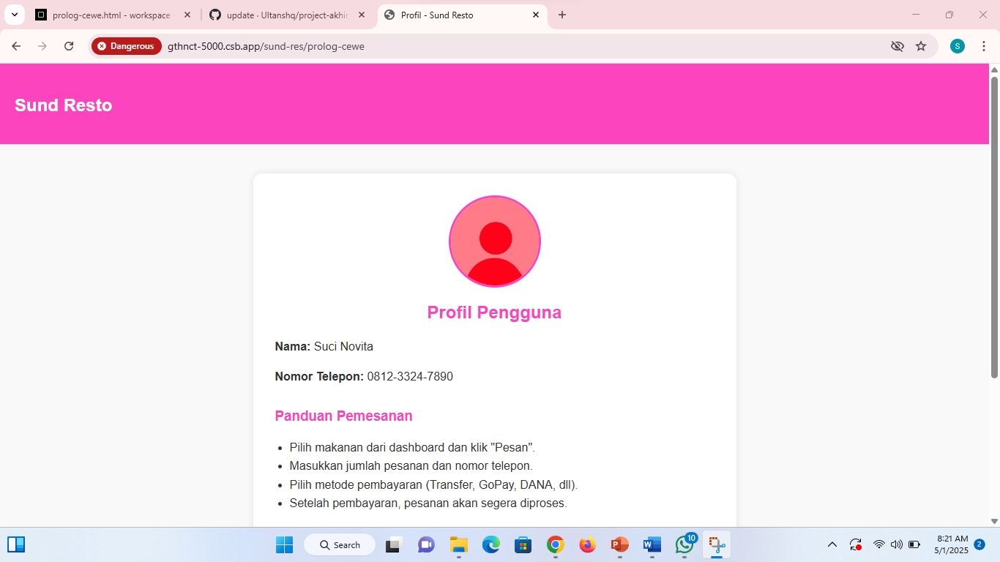 prolog-cewe.html - workspace
update · Ultanshq/project-akhir
Profil - Sund Resto
Dangerous
gthnct-5000.csb.app/sund-res/prolog-cewe
S
Sund Resto
Profil Pengguna
Nama: Suci Novita
Nomor Telepon: 0812-3324-7890
Panduan Pemesanan
Pilih makanan dari dashboard dan klik "Pesan".
Masukkan jumlah pesanan dan nomor telepon.
Pilih metode pembayaran (Transfer, GoPay, DANA, dll).
Setelah pembayaran, pesanan akan segera diproses.
Search
10
8:21 AM
5/1/2025
2